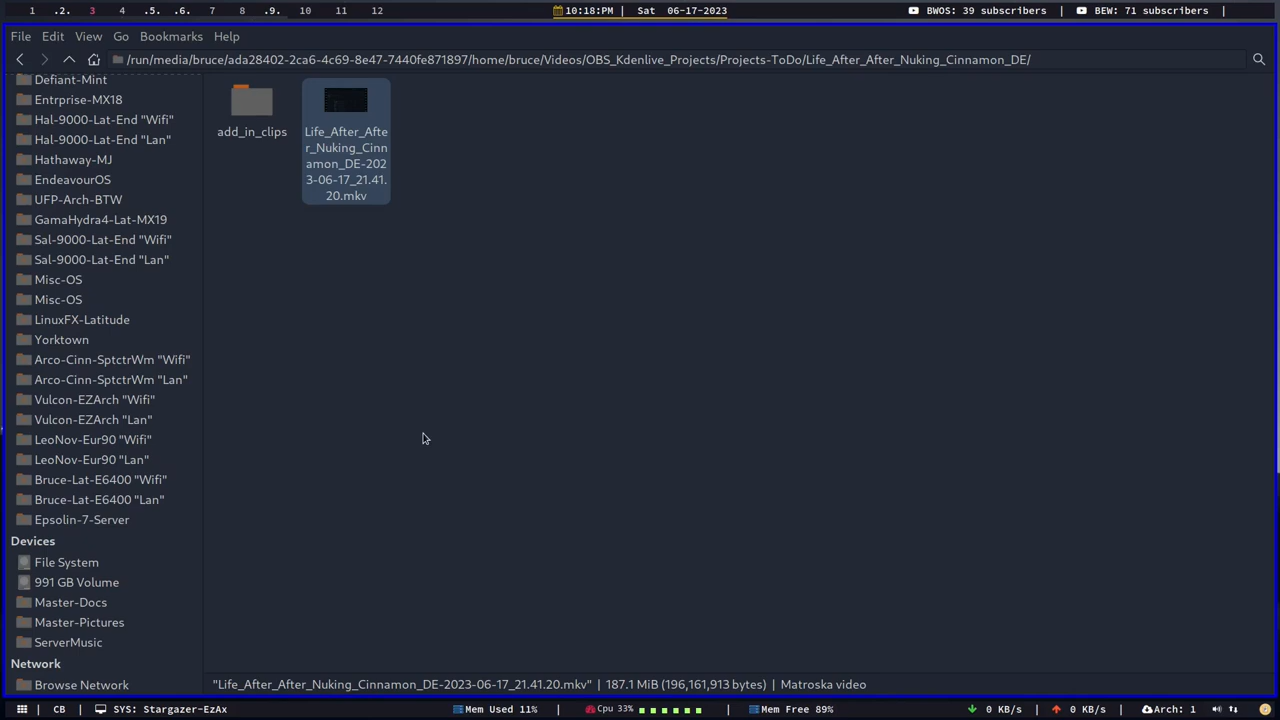 1 .2. 3 4 .5. .6. 7 8 .9. 10 11 12 10:18:PM | Sat 06-17-2023 BWOS: 39 subscribers | BEW: 71 subscribers |
File Edit View Go Bookmarks Help
/run/media/bruce/ada28402-2ca6-4c69-8e47-7440fe871897/home/bruce/Videos/OBS_Kdenlive_Projects/Projects-ToDo/Life_After_After_Nuking_Cinnamon_DE/
Defiant-Mint
Entrprise-MX18
Hal-9000-Lat-End "Wifi"
Hal-9000-Lat-End "Lan"
Hathaway-MJ
EndeavourOS
UFP-Arch-BTW
GamaHydra4-Lat-MX19
Sal-9000-Lat-End "Wifi"
Sal-9000-Lat-End "Lan"
Misc-OS
Misc-OS
LinuxFX-Latitude
Yorktown
Arco-Cinn-SptctrWm "Wifi"
Arco-Cinn-SptctrWm "Lan"
Vulcon-EZArch "Wifi"
Vulcon-EZArch "Lan"
LeoNov-Eur90 "Wifi"
LeoNov-Eur90 "Lan"
Bruce-Lat-E6400 "Wifi"
Bruce-Lat-E6400 "Lan"
Epsolin-7-Server
Devices
File System
991 GB Volume
Master-Docs
Master-Pictures
ServerMusic
Network
Browse Network
add_in_clips
Life_After_Afte
r_Nuking_Cinn
amon_DE-202
3-06-17_21.41.
20.mkv
"Life_After_After_Nuking_Cinnamon_DE-2023-06-17_21.41.20.mkv" | 187.1 MiB (196,161,913 bytes) | Matroska video
| CB | SYS: Stargazer-EzAx Mem Used 11% | Cpu 33% | Mem Free 89% 0 KB/s | 0 KB/s | Arch: 1 |